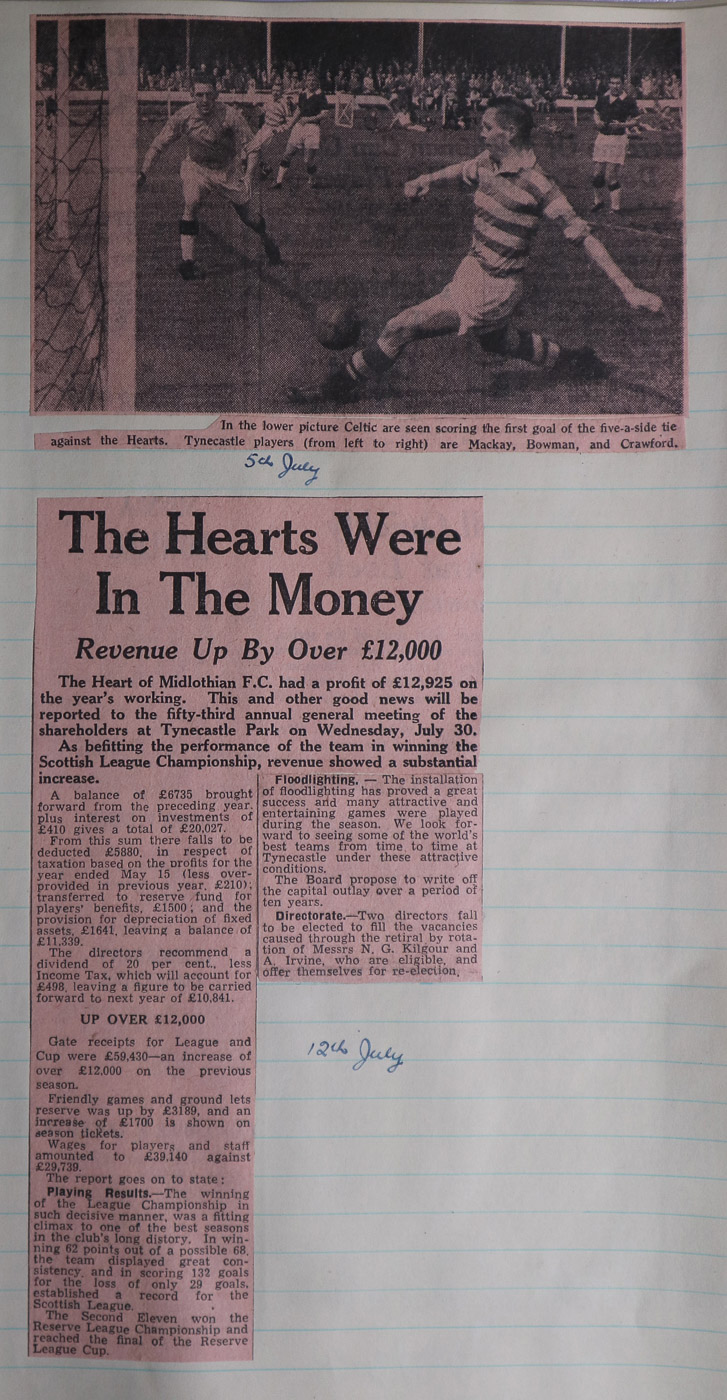 In the lower picture Celtic are seen scoring the first goal of the five-a-side tie
against the Hearts. Tynecastle players (from left to right) are Mackay, Bowman, and Crawford.
5th July
The Hearts Were
In The Money
Revenue Up By Over £12,000
The Heart of Midlothian F.C. had a profit of £12,925 on
the year's working. This and other good news will be
reported to the fifty-third annual general meeting of the
shareholders at Tynecastle Park on Wednesday, July 30.
As befitting the performance of the team in winning the
Scottish League Championship, revenue showed a substantial
increase.
A balance of £6735 brought
forward from the preceding year,
plus interest on investments of
£410 gives a total of £20,027.
From this sum there falls to be
deducted £5880, in respect of
taxation based on the profits for the
year ended May 15 (less over-
provided in previous year, £210);
transferred to reserve fund for
players' benefits, £1500; and the
provision for depreciation of fixed
assets, £1641, leaving a balance of
£11,339.
The directors recommend a
dividend of 20 per cent., less
Income Tax, which will account for
£498, leaving a figure to be carried
forward to next year of £10,841.
UP OVER £12,000
Gate receipts for League and
Cup were £59,430—an increase of
over £12,000 on the previous
season.
Friendly games and ground lets
reserve was up by £3189, and an
increase of £1700 is shown on
season tickets.
Wages for players and staff
amounted to £39,140 against
£29,739.
The report goes on to state:
Playing Results.—The winning
of the League Championship in
such decisive manner, was a fitting
climax to one of the best seasons
in the club's long distory. In win-
ning 62 points out of a possible 68,
the team displayed great con-
sistency, and in scoring 132 goals
for the loss of only 29 goals,
established a record for the
Scottish League.
The Second Eleven won the
Reserve League Championship and
reached the final of the Reserve
League Cup.
Floodlighting. — The installation
of floodlighting has proved a great
success and many attractive and
entertaining games were played
during the season. We look for-
ward to seeing some of the world's
best teams from time to time at
Tynecastle under these attractive
conditions.
The Board propose to write off
the capital outlay over a period of
ten years.
Directorate.—Two directors fall
to be elected to fill the vacancies
caused through the retiral by rota-
tion of Messrs N. G. Kilgour and
A. Irvine, who are eligible, and
offer themselves for re-election.
12th July